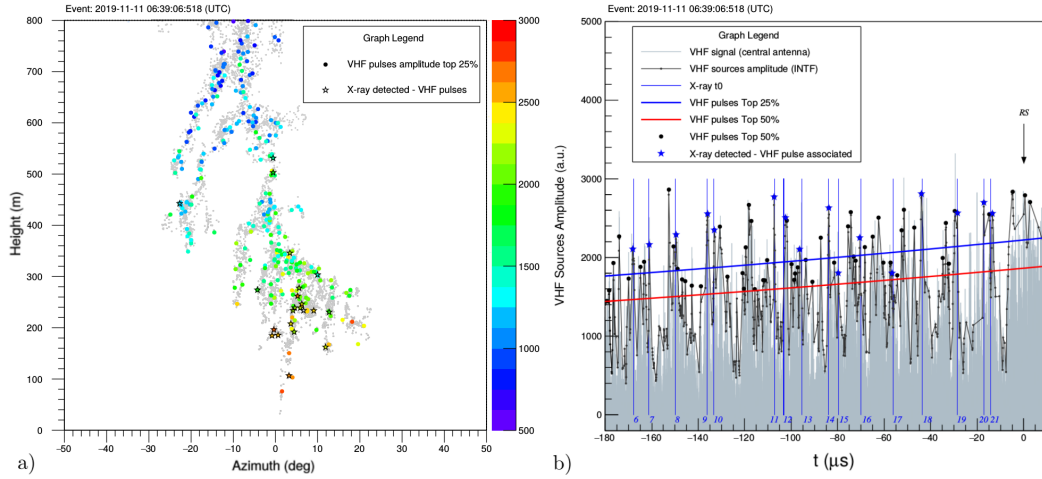 Event: 2019-11-11 06:39:06:518 (UTC)
Graph Legend
VHF pulses amplitude top 25%
X-ray detected - VHF pulses
800
700
600
500
400
300
200
100
0
Height (m)
−50 −40 −30 −20 −10 0 10 20 30 40 50
Azimuth (deg)
3000
2500
2000
1500
1000
500
a)
Event: 2019-11-11 06:39:06:518 (UTC)
Graph Legend
VHF signal (central antenna)
VHF sources amplitude (INTF)
X-ray t0
VHF pulses Top 25%
VHF pulses Top 50%
VHF pulses Top 50%
X-ray detected - VHF pulse associated
RS
5000
4000
3000
2000
1000
0
VHF Sources Amplitude (a.u.)
6 7 8 9 10 11 12 13 14 15 16 17 18 19 20 21
−180 −160 −140 −120 −100 −80 −60 −40 −20 0
t (μs)
b)